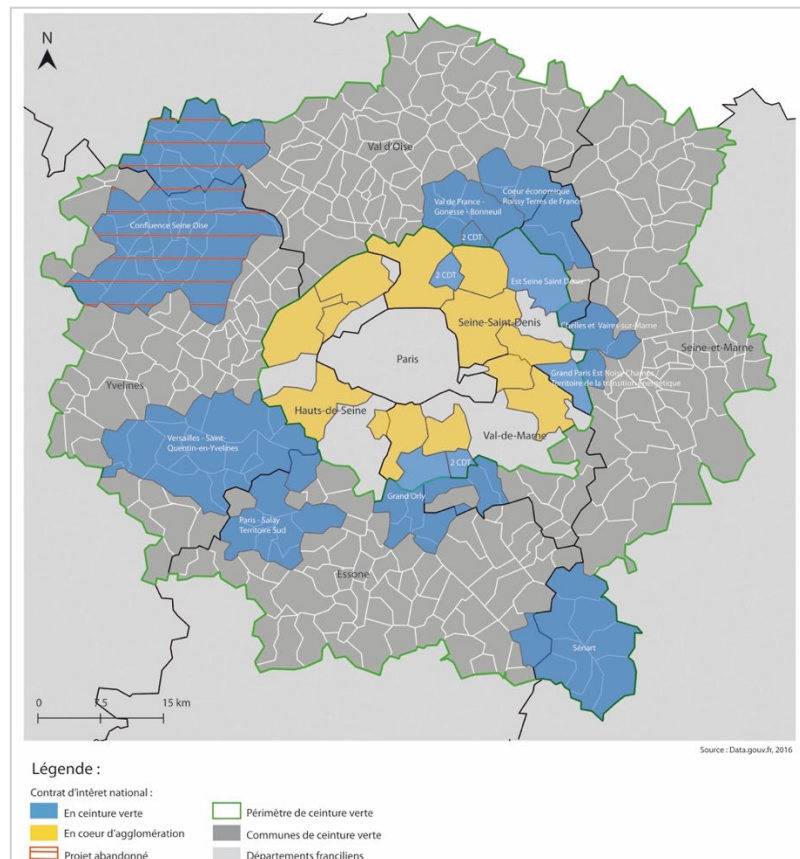 N
Val d'Oise
Coeur économique
Roissy Terres de France
Val de France -
Gonesse - Bonneuil
2 CDT
Confluence Seine Oise
2 CDT
Est Seine Saint Denis
Seine-Saint-Denis
Chelles et Vaires-sur-Marne
Seine-et-Marne
Paris
Grand Paris Est Noisy-Champs
Territoire de la transition énergetique
Yvelines
Hauts-de-Seine
Val-de-Marne
Versailles - Saint
Quentin-en-Yvelines
2 CDT
Grand Orly
Paris - Salay
Territoire Sud
Essone
Sénart
0 7,5 15 km
Source : Data.gouv.fr, 2016
Légende :
Contrat d'intêret national :
En ceinture verte
En coeur d'agglomération
Projet abandonné
Périmètre de ceinture verte
Communes de ceinture verte
Départements franciliens